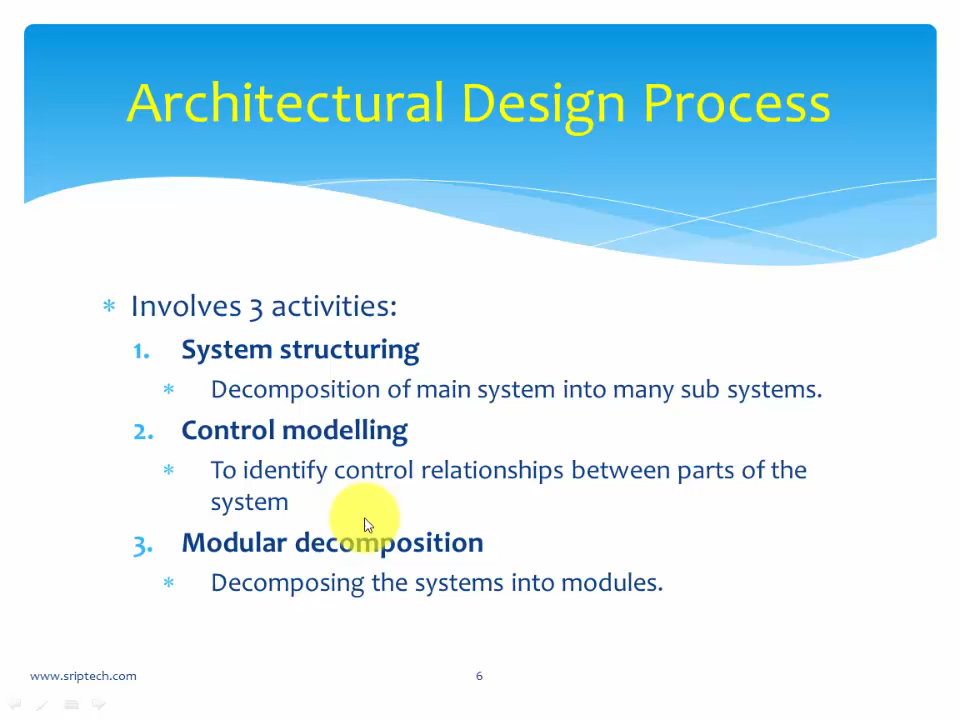 Architectural Design Process
* Involves 3 activities:
1. System structuring
* Decomposition of main system into many sub systems.
2. Control modelling
* To identify control relationships between parts of the
system
3. Modular decomposition
* Decomposing the systems into modules.
www.sriptech.com
6